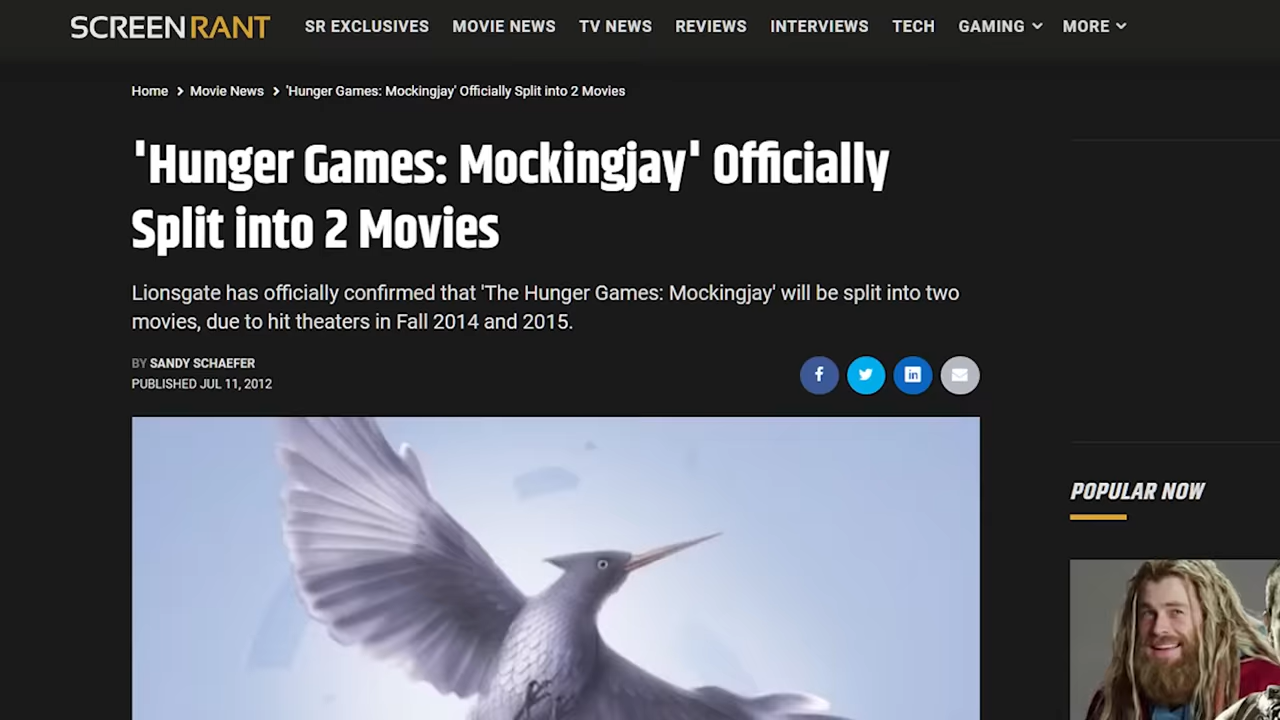 SCREENRANT SR EXCLUSIVES MOVIE NEWS TV NEWS REVIEWS INTERVIEWS TECH GAMING MORE
Home > Movie News > 'Hunger Games: Mockingjay' Officially Split into 2 Movies
'Hunger Games: Mockingjay' Officially
Split into 2 Movies
Lionsgate has officially confirmed that 'The Hunger Games: Mockingjay' will be split into two
movies, due to hit theaters in Fall 2014 and 2015.
BY SANDY SCHAEFER
PUBLISHED JUL 11, 2012
f in
POPULAR NOW